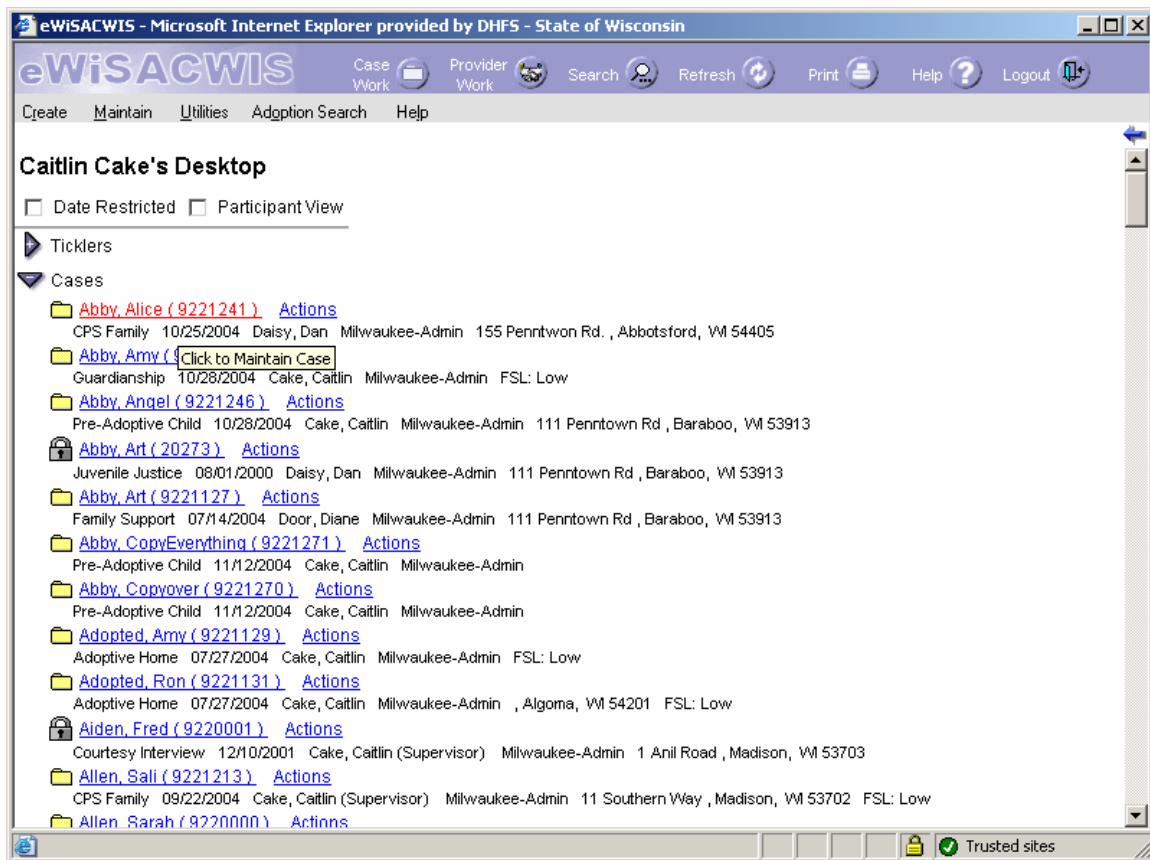 eWiSACWIS - Microsoft Internet Explorer provided by DHFS - State of Wisconsin
eWiSACWIS Case Work Provider Work Search Refresh Print Help Logout
Create Maintain Utilities Adoption Search Help
Caitlin Cake's Desktop
Date Restricted Participant View
Ticklers
Cases
Abby, Alice ( 9221241 ) Actions
CPS Family 10/25/2004 Daisy, Dan Milwaukee-Admin 155 Penntwon Rd. , Abbotsford, WI 54405
Abby, Amy ( Click to Maintain Case
Guardianship 10/28/2004 Cake, Caitlin Milwaukee-Admin FSL: Low
Abby, Angel ( 9221246 ) Actions
Pre-Adoptive Child 10/28/2004 Cake, Caitlin Milwaukee-Admin 111 Penntown Rd , Baraboo, WI 53913
Abby, Art ( 20273 ) Actions
Juvenile Justice 08/01/2000 Daisy, Dan Milwaukee-Admin 111 Penntown Rd , Baraboo, WI 53913
Abby, Art ( 9221127 ) Actions
Family Support 07/14/2004 Door, Diane Milwaukee-Admin 111 Penntown Rd , Baraboo, WI 53913
Abby, CopyEverything ( 9221271 ) Actions
Pre-Adoptive Child 11/12/2004 Cake, Caitlin Milwaukee-Admin
Abby, Copyover ( 9221270 ) Actions
Pre-Adoptive Child 11/12/2004 Cake, Caitlin Milwaukee-Admin
Adopted, Amy ( 9221129 ) Actions
Adoptive Home 07/27/2004 Cake, Caitlin Milwaukee-Admin FSL: Low
Adopted, Ron ( 9221131 ) Actions
Adoptive Home 07/27/2004 Cake, Caitlin Milwaukee-Admin , Algoma, WI 54201 FSL: Low
Aiden, Fred ( 9220001 ) Actions
Courtesy Interview 12/10/2001 Cake, Caitlin (Supervisor) Milwaukee-Admin 1 Anil Road , Madison, WI 53703
Allen, Sali ( 9221213 ) Actions
CPS Family 09/22/2004 Cake, Caitlin (Supervisor) Milwaukee-Admin 11 Southern Way , Madison, WI 53702 FSL: Low
Allen, Sarah ( 9220000 ) Actions
Trusted sites